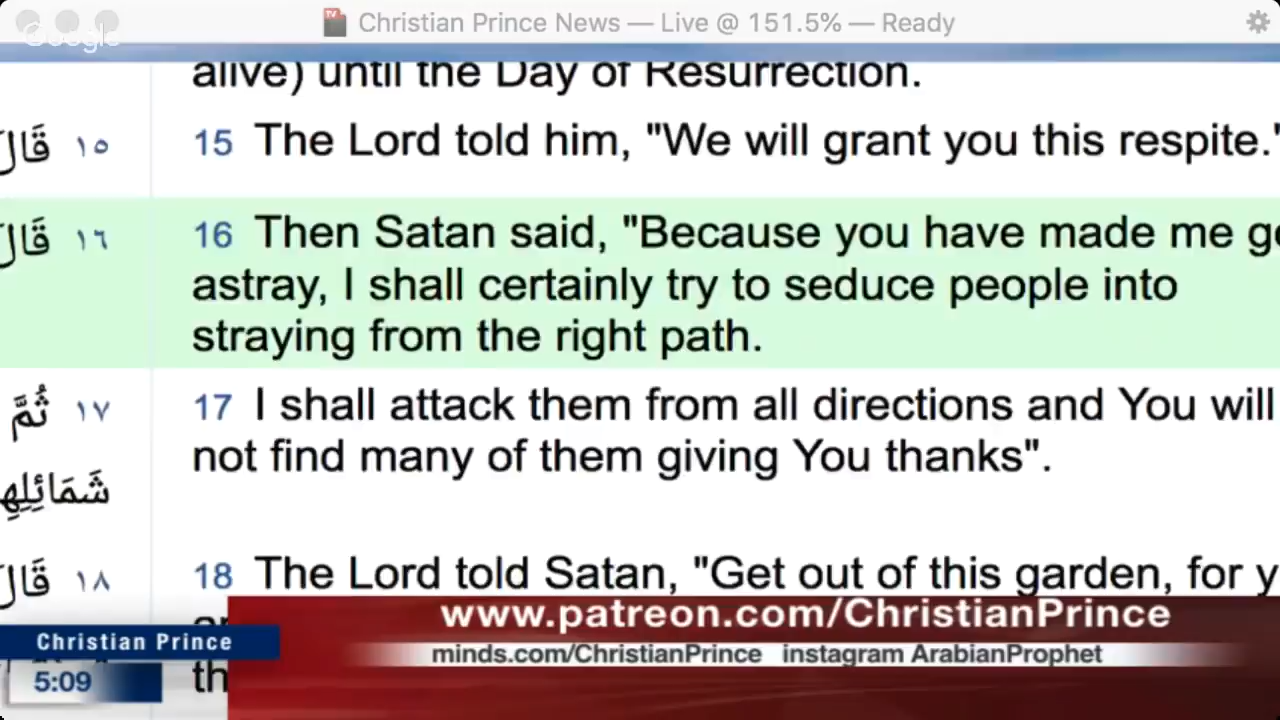 Christian Prince News — Live @ 151.5% — Ready
Google
alive) until the Day of Resurrection.
١٥ قَالَ
15 The Lord told him, "We will grant you this respite."
١٦ قَالَ
16 Then Satan said, "Because you have made me go
astray, I shall certainly try to seduce people into
straying from the right path.
١٧ ثُمَّ
17 I shall attack them from all directions and You will
شَمَائِلِهِ
not find many of them giving You thanks".
١٨ قَالَ
18 The Lord told Satan, "Get out of this garden, for y
www.patreon.com/ChristianPrince
Christian Prince
minds.com/ChristianPrince instagram ArabianProphet
5:09
th